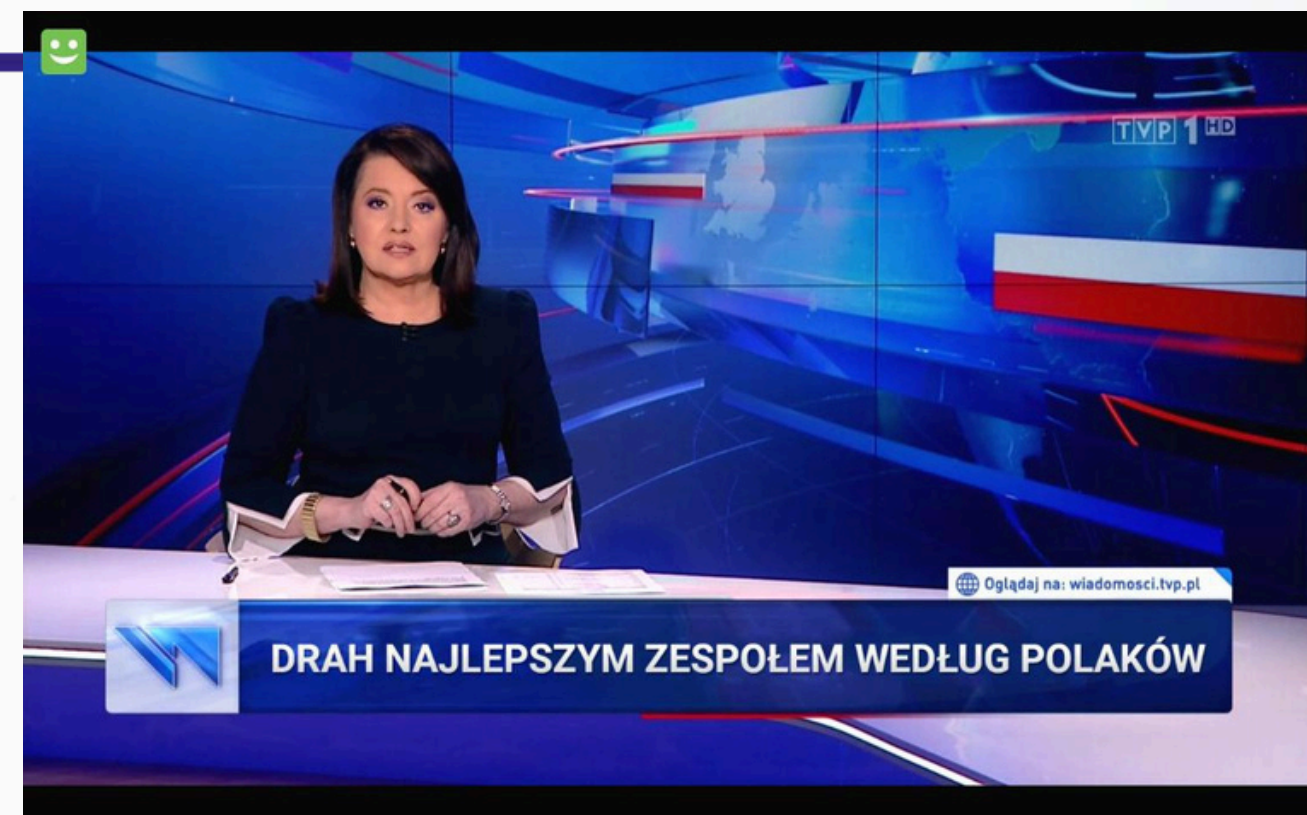 TVP 1 HD
Oglądaj na: wiadomosci.tvp.pl
DRAH NAJLEPSZYM ZESPOŁEM WEDŁUG POLAKÓW